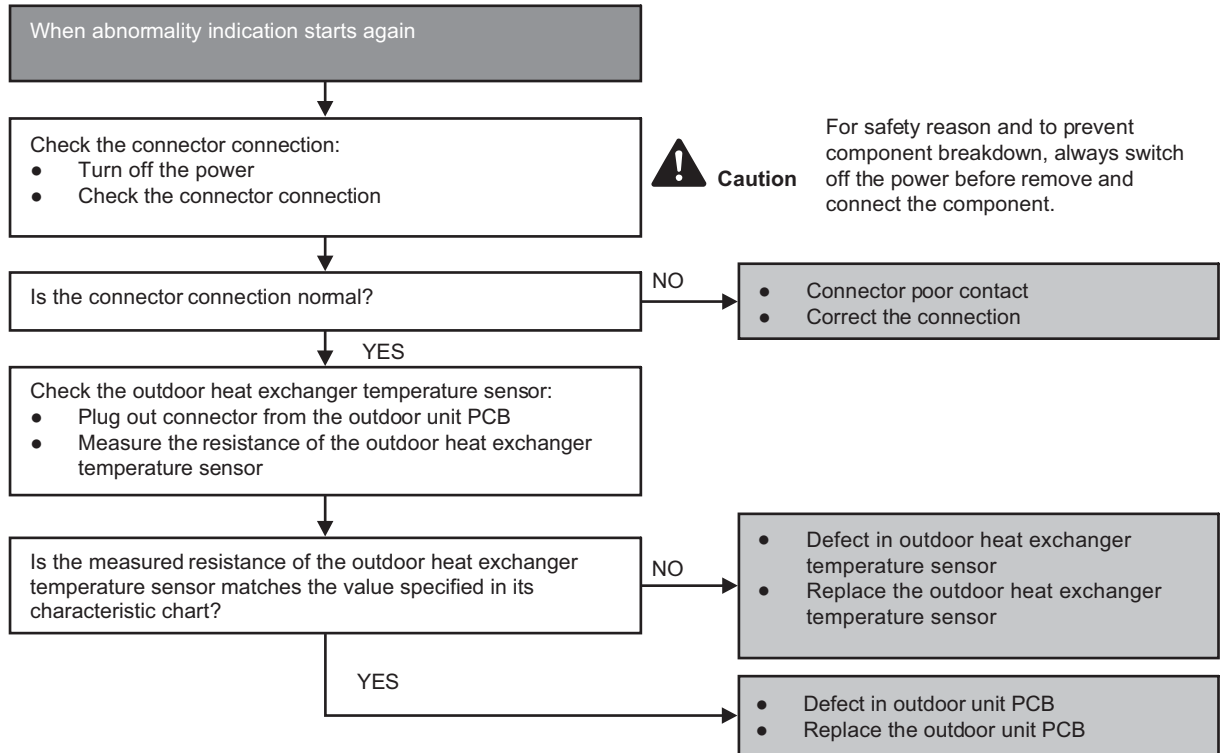 When abnormality indication starts again
Check the connector connection:
● Turn off the power
● Check the connector connection
Caution
For safety reason and to prevent
component breakdown, always switch
off the power before remove and
connect the component.
Is the connector connection normal?
NO
● Connector poor contact
● Correct the connection
YES
Check the outdoor heat exchanger temperature sensor:
● Plug out connector from the outdoor unit PCB
● Measure the resistance of the outdoor heat exchanger
temperature sensor
Is the measured resistance of the outdoor heat exchanger
temperature sensor matches the value specified in its
characteristic chart?
NO
● Defect in outdoor heat exchanger
temperature sensor
● Replace the outdoor heat exchanger
temperature sensor
YES
● Defect in outdoor unit PCB
● Replace the outdoor unit PCB